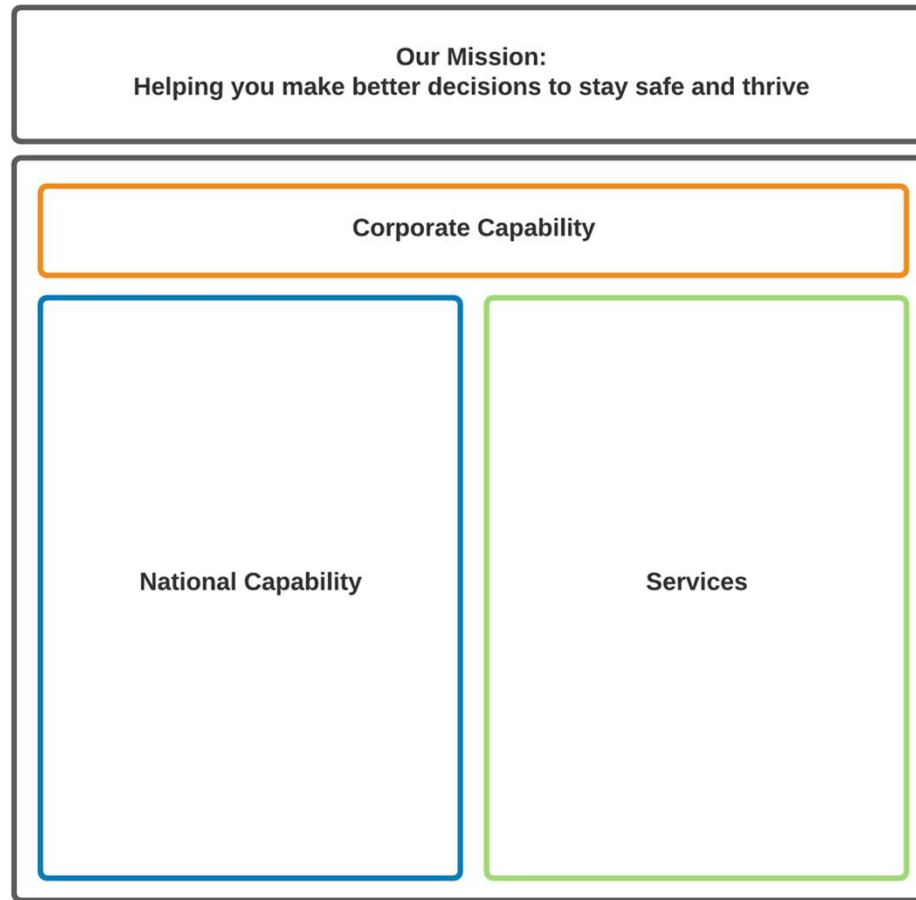 Our Mission:
Helping you make better decisions to stay safe and thrive
Corporate Capability
National Capability
Services